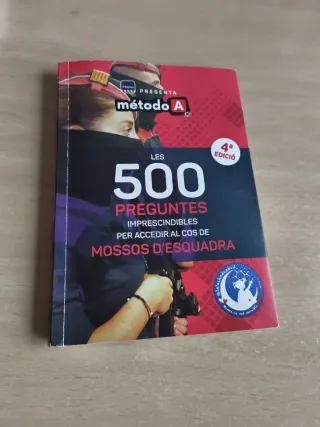 PRESENTA
método A
LES
500
PREGUNTES
IMPRESCINDIBLES
PER ACCEDIR AL COS DE
MOSSOS D'ESQUADRA
4ª
EDICIÓ